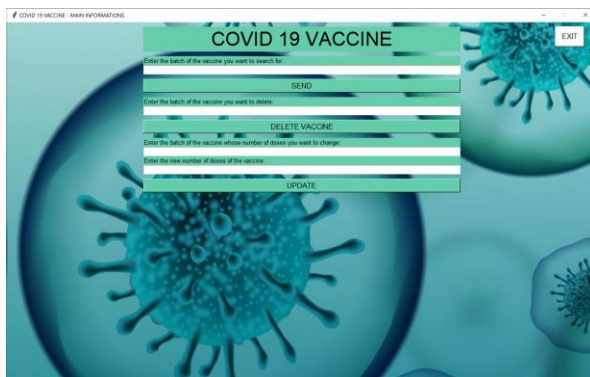 COVID 19 VACCINE : MAIN INFORMATIONS
COVID 19 VACCINE
EXIT
Enter the batch of the vaccine you want to search for:
SEND
Enter the batch of the vaccine you want to delete:
DELETE VACCINE
Enter the batch of the vaccine whose number of doses you want to change:
Enter the new number of doses of the vaccine:
UPDATE